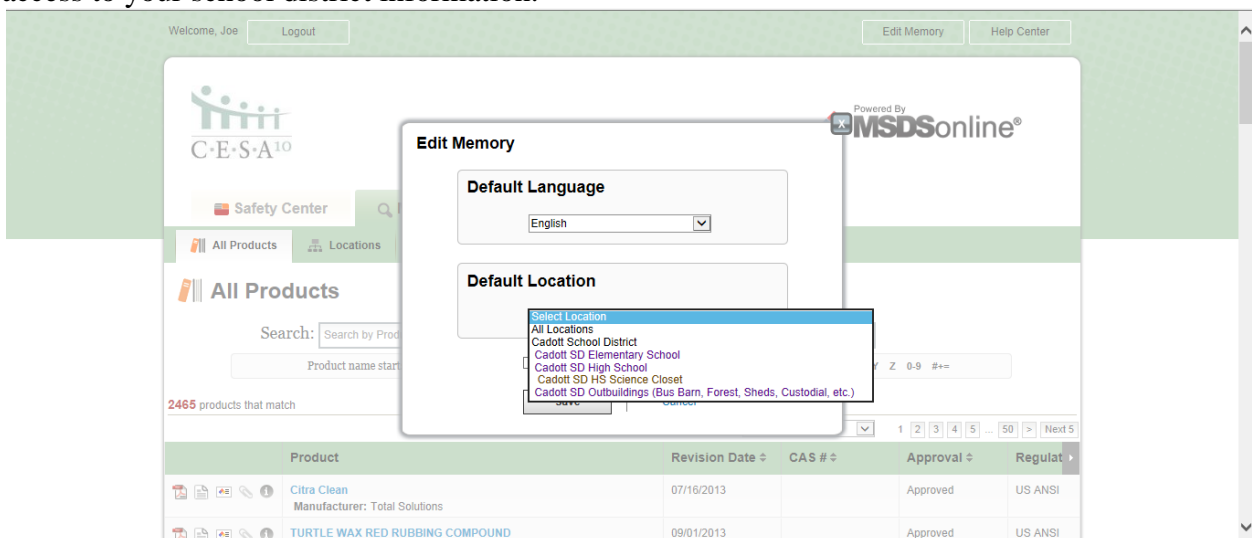 access to your school district information.
Welcome, Joe Logout Edit Memory Help Center
C·E·S·A 10
Powered By
MSDSonline®
X
Edit Memory
Default Language
English
Safety Center
All Products Locations
Default Location
Select Location
All Locations
Cadott School District
Cadott SD Elementary School
Cadott SD High School
Cadott SD HS Science Closet
Cadott SD Outbuildings (Bus Barn, Forest, Sheds, Custodial, etc.)
All Products
Search: Search by Prod
Product name start Z 0-9 #+=
2465 products that match
1 2 3 4 5 ... 50 > Next 5
Product Revision Date CAS # Approval Regulat
Citra Clean 07/16/2013 Approved US ANSI
Manufacturer: Total Solutions
TURTLE WAX RED RUBBING COMPOUND 09/01/2013 Approved US ANSI